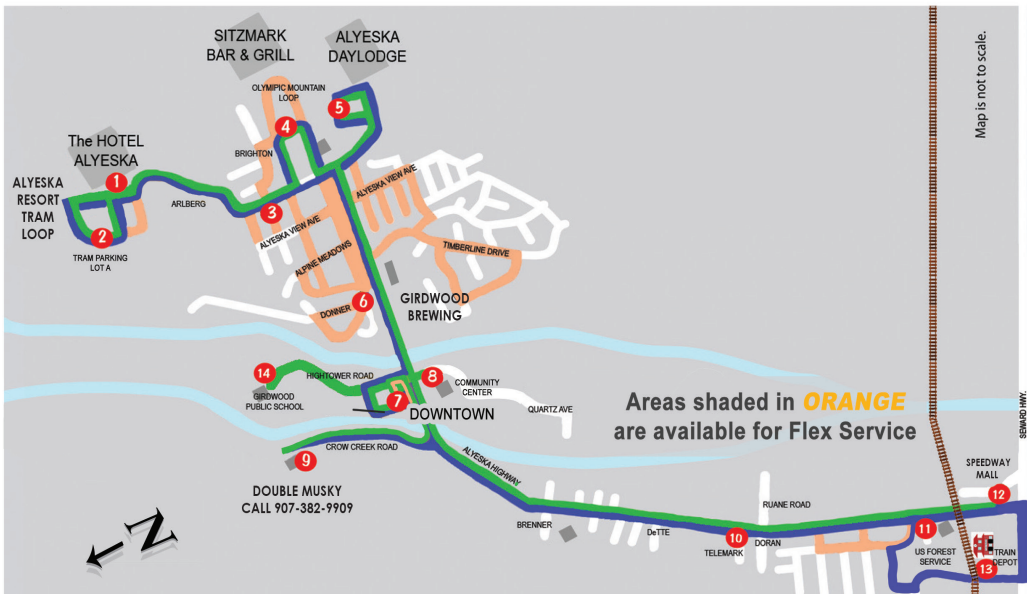 SITZMARK
BAR & GRILL
ALYESKA
DAYLODGE
Map is not to scale.
OLYMPIC MOUNTAIN
LOOP
5
4
The HOTEL
ALYESKA
BRIGHTON
1
ALYESKA
RESORT
TRAM
LOOP
ARLBERG
ALYESKA VIEW AVE
3
2
TRAM PARKING
LOT A
ALYESKA VIEW AVE
ALPINE MEADOWS
TIMBERLINE DRIVE
DONNER
6
GIRDWOOD
BREWING
14
HIGHTOWER ROAD
8
GIRDWOOD
PUBLIC SCHOOL
COMMUNITY
CENTER
7
DOWNTOWN
QUARTZ AVE
Areas shaded in ORANGE
are available for Flex Service
SEWARD HWY.
CROW CREEK ROAD
9
ALYESKA HIGHWAY
DOUBLE MUSKY
CALL 907-382-9909
SPEEDWAY
MALL
12
RUANE ROAD
BRENNER
DeTTE
10
TELEMARK
DORAN
11
US FOREST
SERVICE
TRAIN
DEPOT
13
N